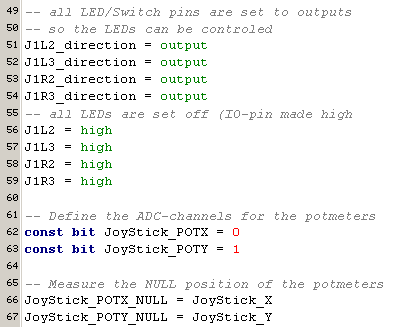 49 -- all LED/Switch pins are set to outputs
50 -- so the LEDs can be controled
51 J1L2_direction = output
52 J1L3_direction = output
53 J1R2_direction = output
54 J1R3_direction = output
55 -- all LEDs are set off (IO-pin made high
56 J1L2 = high
57 J1L3 = high
58 J1R2 = high
59 J1R3 = high
60
61 -- Define the ADC-channels for the potmeters
62 const bit JoyStick_POTX = 0
63 const bit JoyStick_POTY = 1
64
65 -- Measure the NULL position of the potmeters
66 JoyStick_POTX_NULL = JoyStick_X
67 JoyStick_POTY_NULL = JoyStick_Y